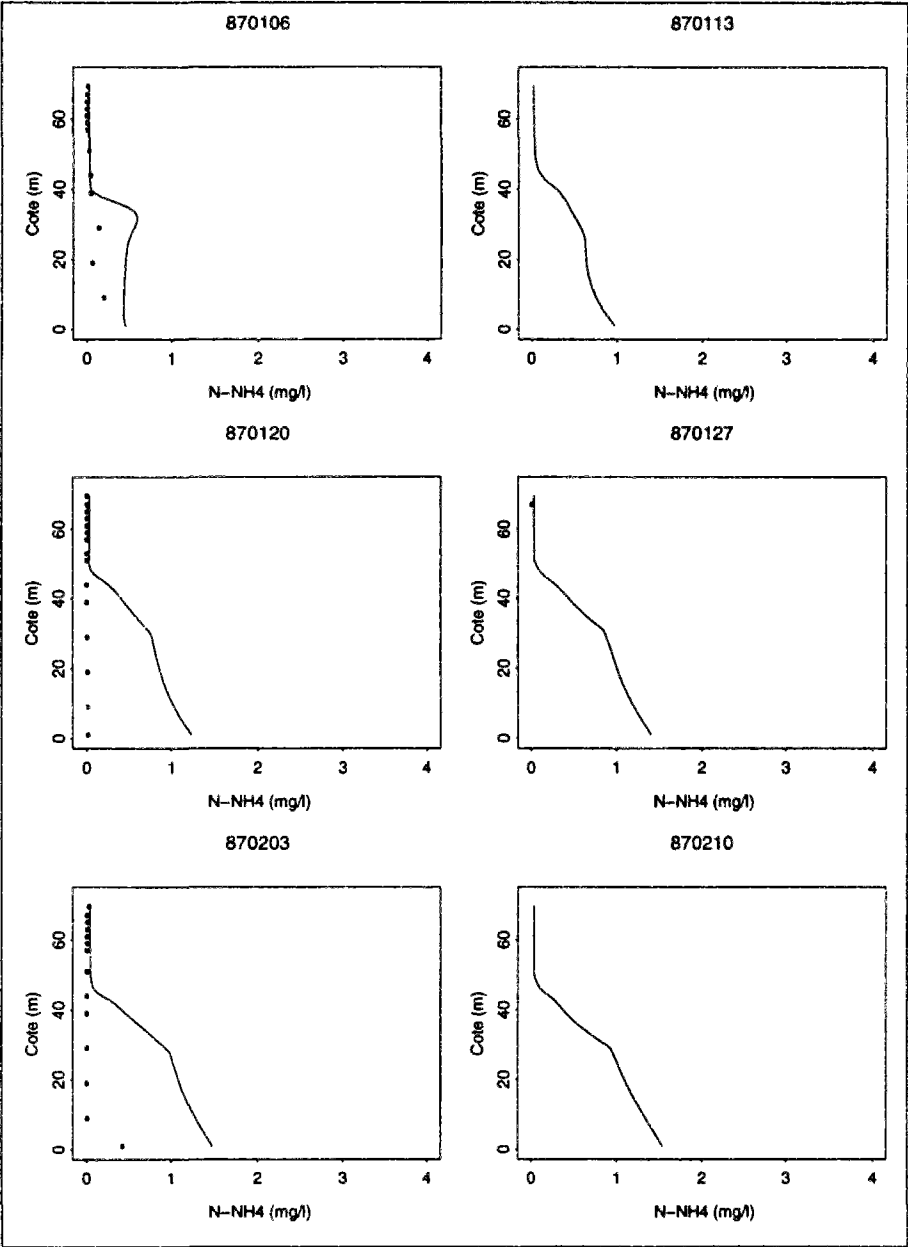 870106
870113
Cote (m)
60
40
20
0
0 1 2 3 4
N-NH4 (mg/l)
Cote (m)
60
40
20
0
0 1 2 3 4
N-NH4 (mg/l)
870120
870127
Cote (m)
60
40
20
0
0 1 2 3 4
N-NH4 (mg/l)
Cote (m)
60
40
20
0
0 1 2 3 4
N-NH4 (mg/l)
870203
870210
Cote (m)
60
40
20
0
0 1 2 3 4
N-NH4 (mg/l)
Cote (m)
60
40
20
0
0 1 2 3 4
N-NH4 (mg/l)